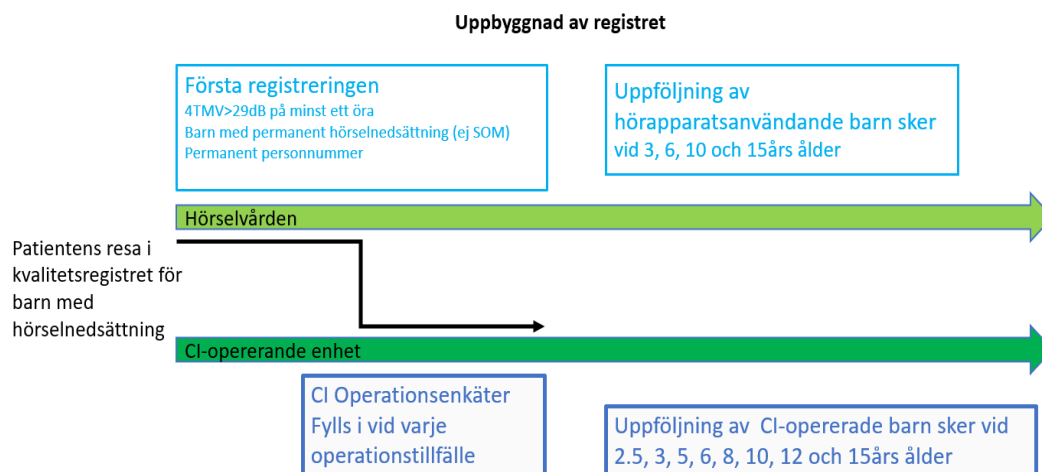 Uppbyggnad av registret
Första registreringen
4TMV>29dB på minst ett öra
Barn med permanent hörselnedsättning (ej SOM)
Permanent personnummer
Uppföljning av
hörapparatsanvändande barn sker
vid 3, 6, 10 och 15års ålder
Hörselvården
Patientens resa i
kvalitetsregistret för
barn med
hörselnedsättning
CI-opererande enhet
CI Operationsenkäter
Fylls i vid varje
operationstillfälle
Uppföljning av CI-opererade barn sker vid
2.5, 3, 5, 6, 8, 10, 12 och 15års ålder